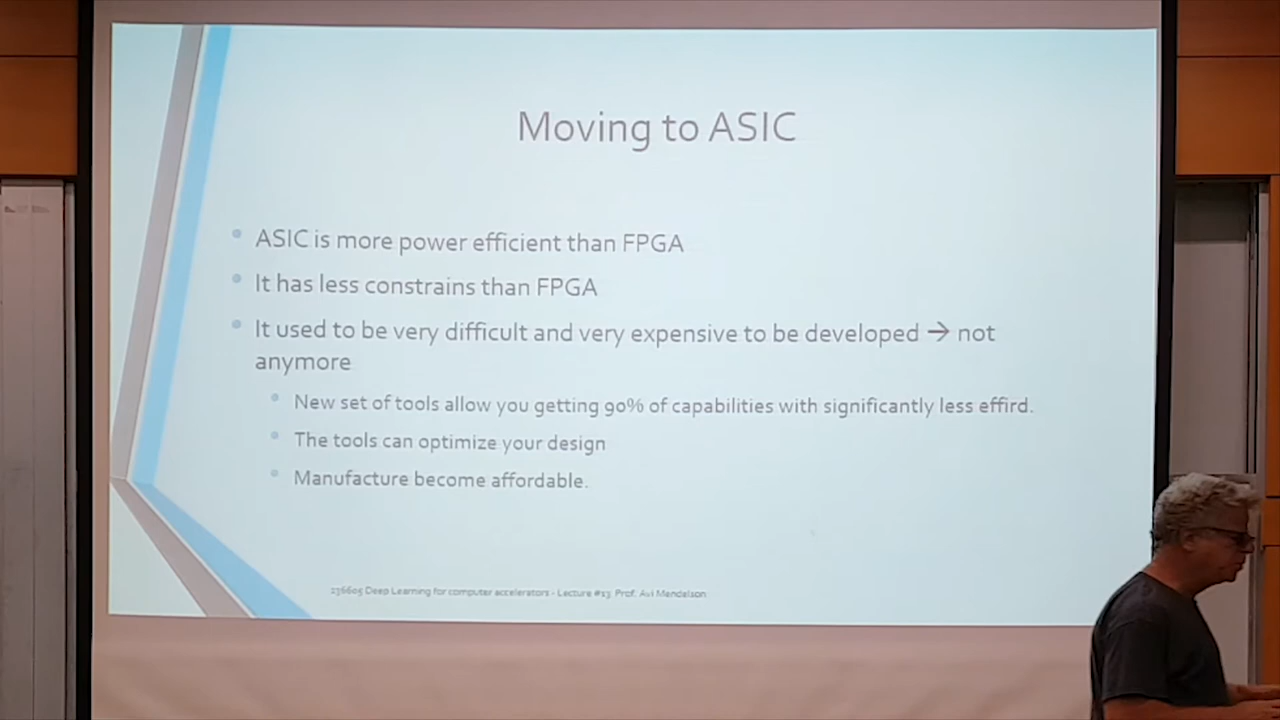 Moving to ASIC
ASIC is more power efficient than FPGA
It has less constrains than FPGA
It used to be very difficult and very expensive to be developed → not
anymore
New set of tools allow you getting 90% of capabilities with significantly less effird.
The tools can optimize your design
Manufacture become affordable.
236605 Deep Learning for computer accelerators - Lecture #13 Prof. Avi Mendelson